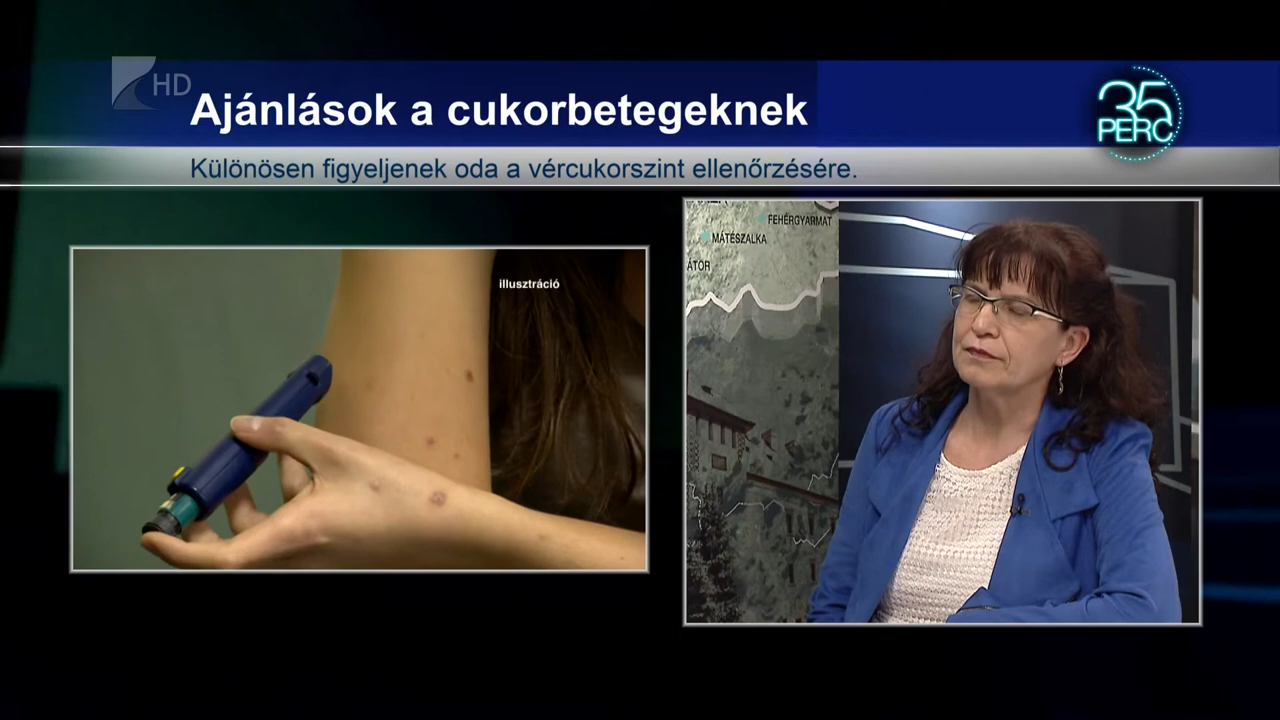 HD
Ajánlások a cukorbetegeknek
35
PERC
Különösen figyeljenek oda a vércukorszint ellenőrzésére.
illusztráció
FEHÉRGYARMAT
MÁTÉSZALKA
ÁTOR